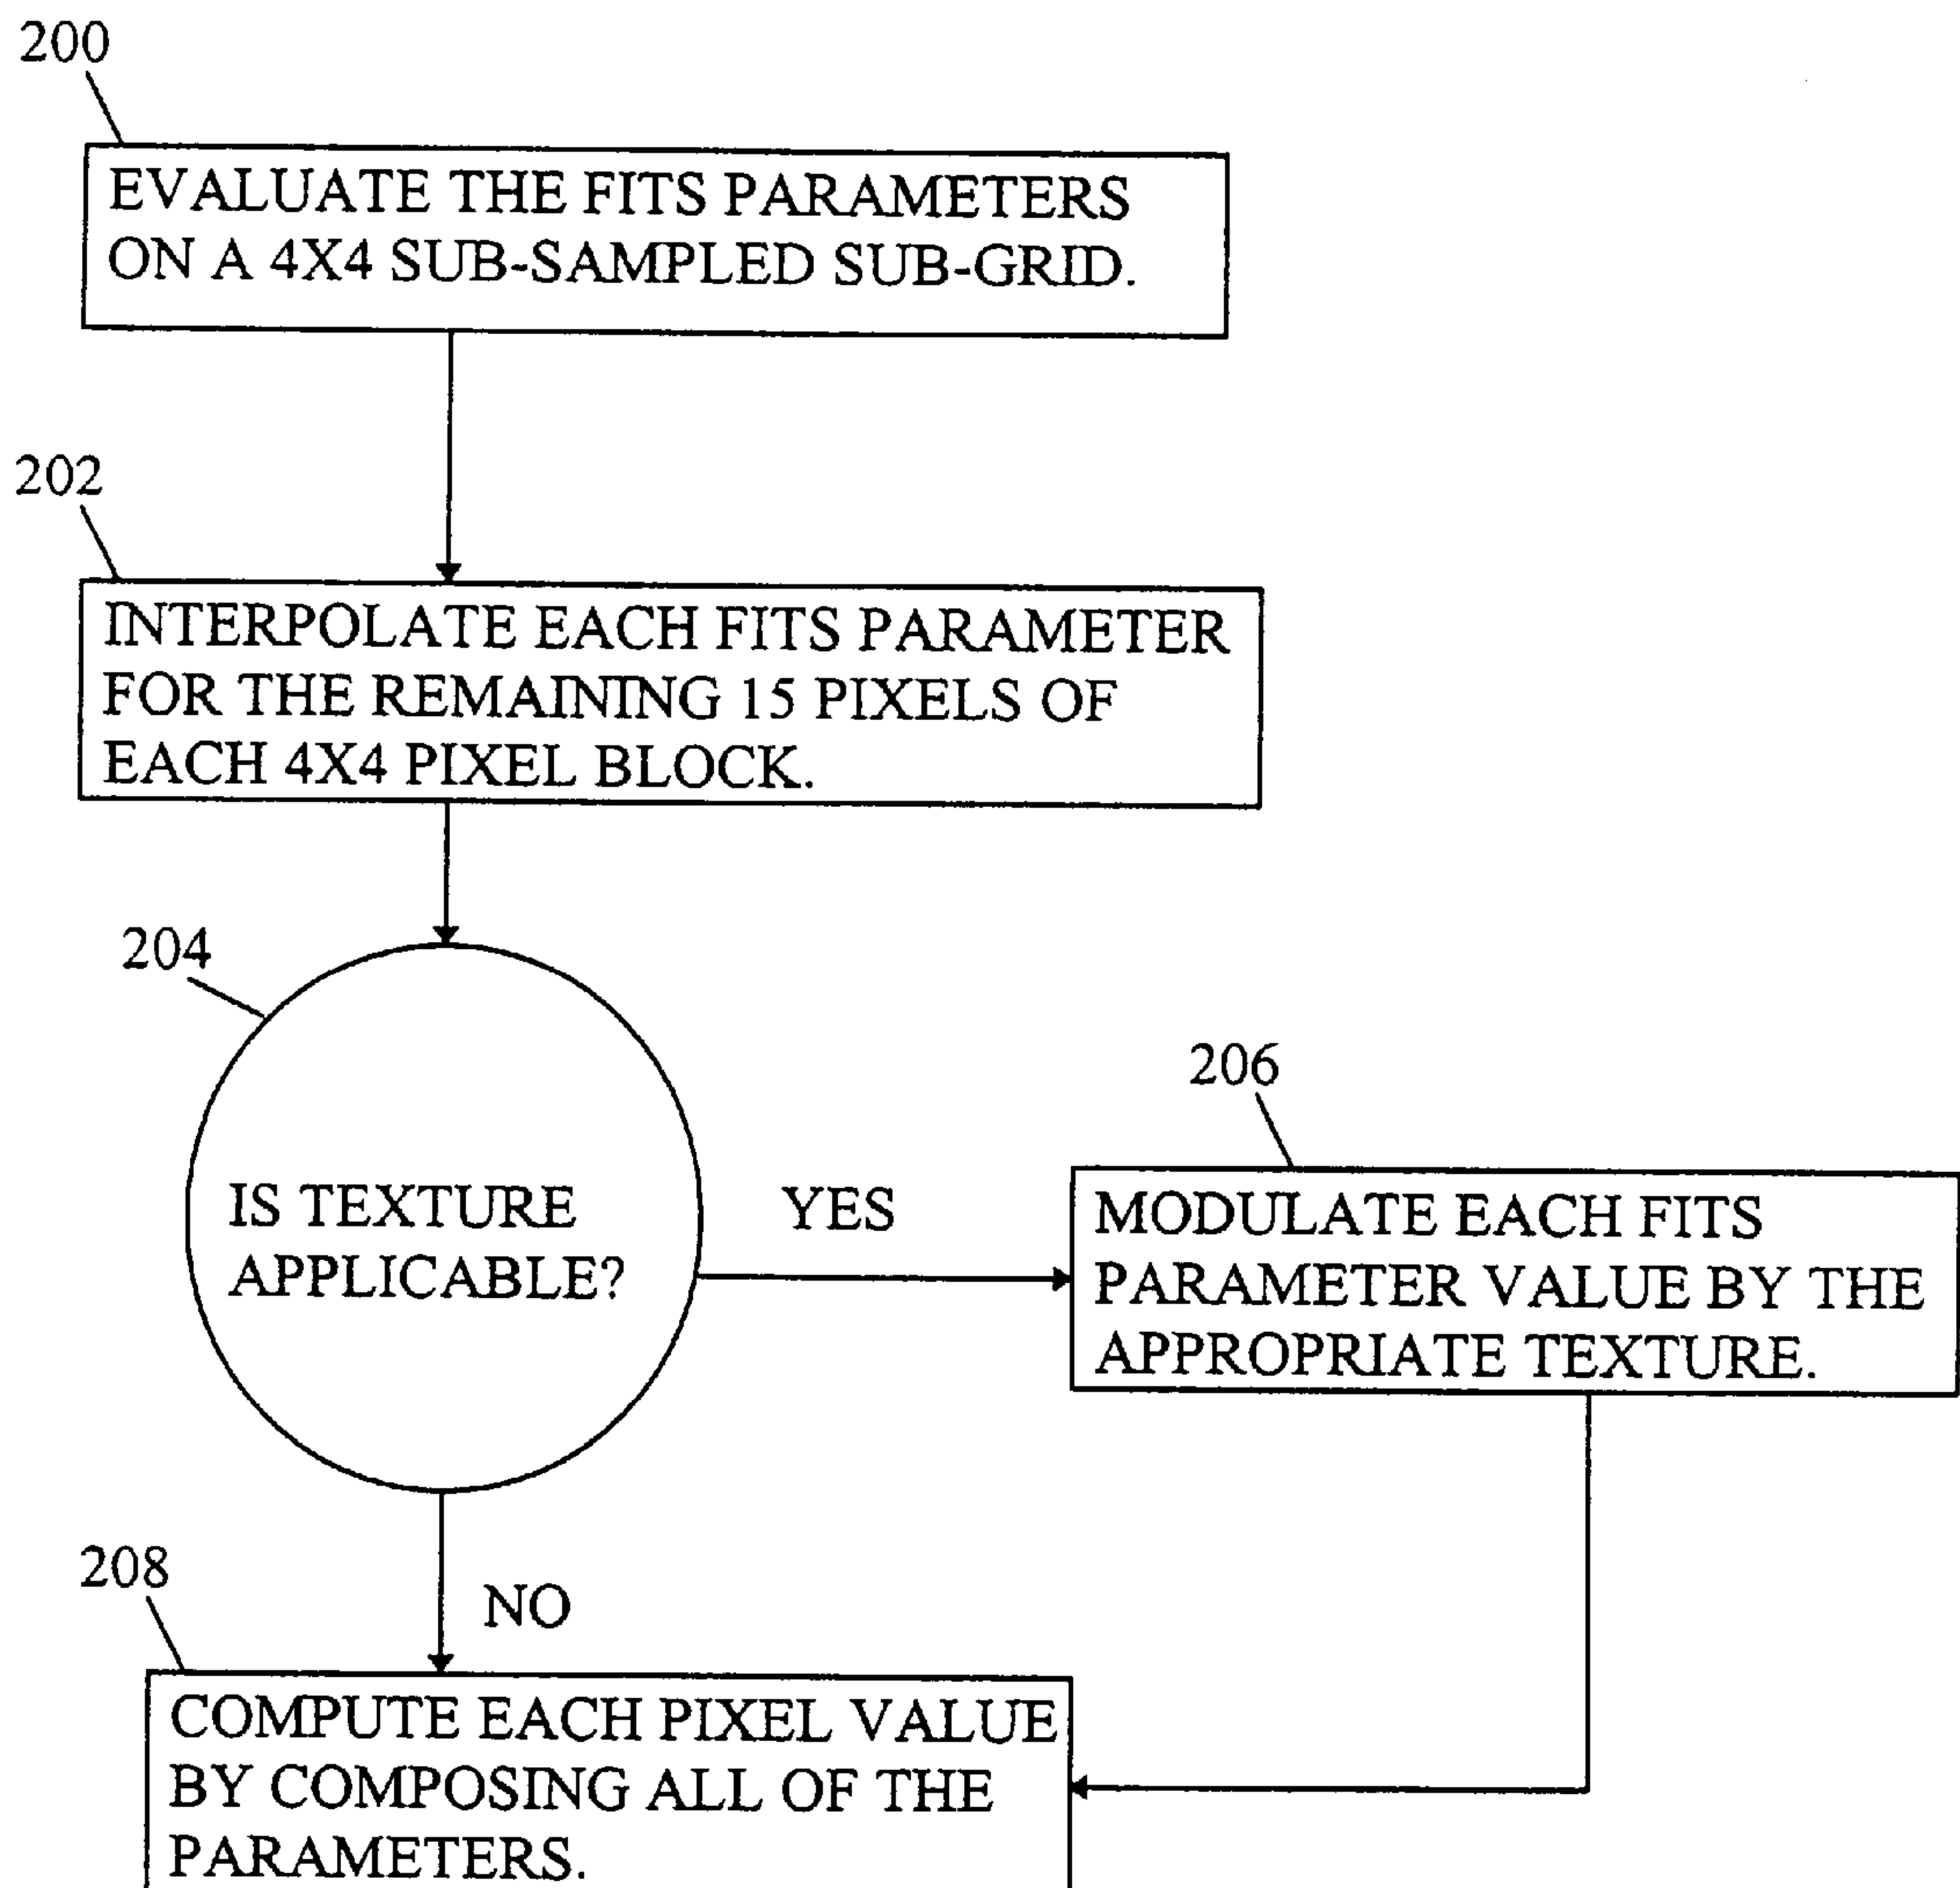 200
EVALUATE THE FITS PARAMETERS
ON A 4X4 SUB-SAMPLED SUB-GRID.
202
INTERPOLATE EACH FITS PARAMETER
FOR THE REMAINING 15 PIXELS OF
EACH 4X4 PIXEL BLOCK.
204
IS TEXTURE
APPLICABLE?
YES
206
MODULATE EACH FITS
PARAMETER VALUE BY THE
APPROPRIATE TEXTURE.
NO
208
COMPUTE EACH PIXEL VALUE
BY COMPOSING ALL OF THE
PARAMETERS.